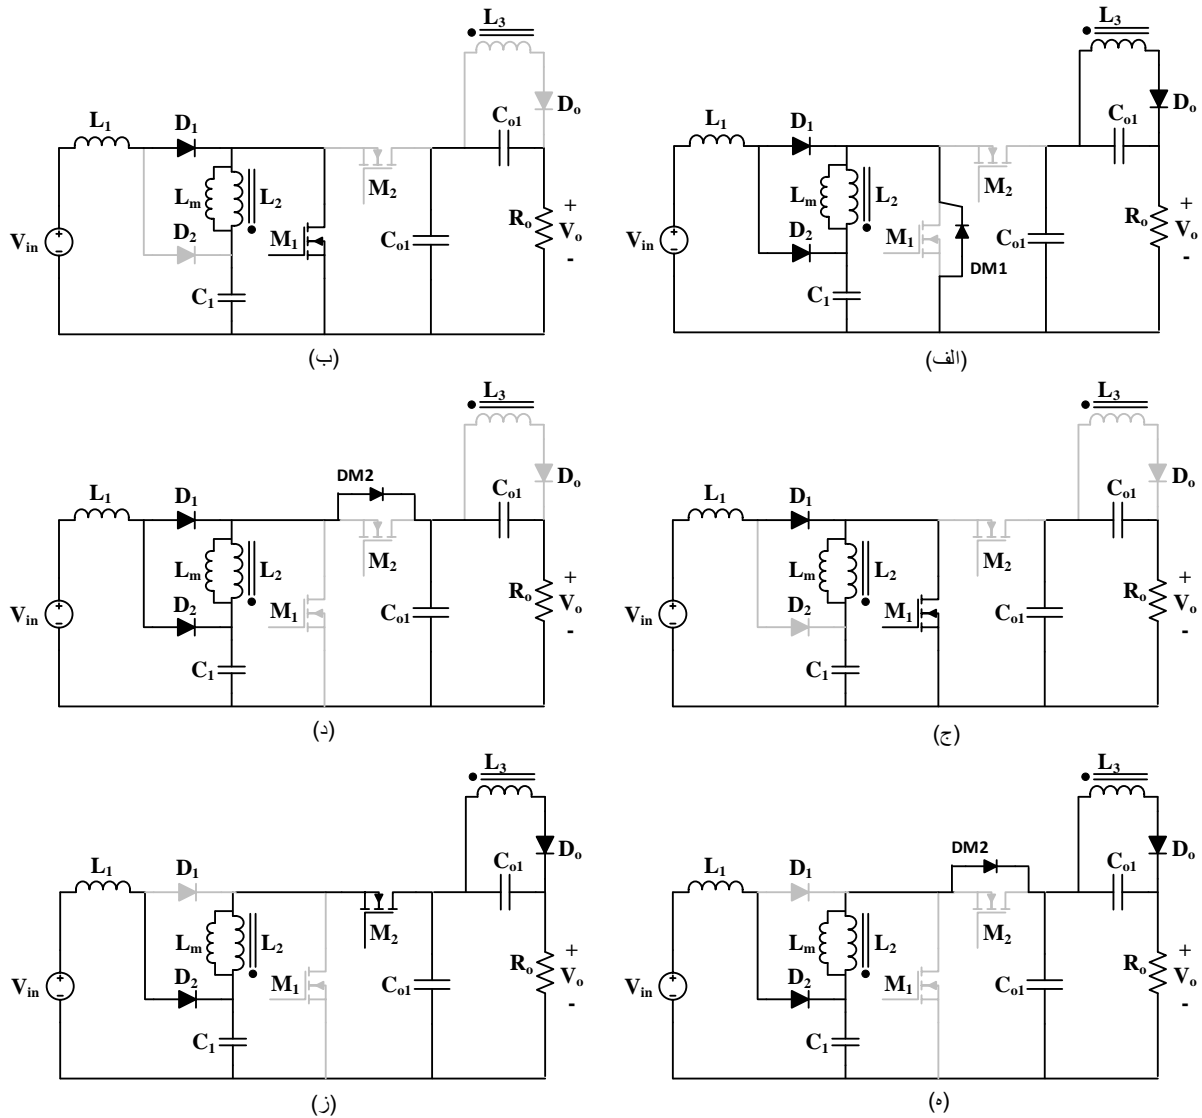 L₃
Dₒ
Cₒ₁
L₁
D₁
Lₘ
L₂
M₂
D₂
M₁
Vᵢₙ
Cₒ₁
Rₒ
+
Vₒ
-
C₁
(ب)
L₃
Dₒ
Cₒ₁
L₁
D₁
Lₘ
L₂
M₂
D₂
M₁
DM1
Vᵢₙ
Cₒ₁
Rₒ
+
Vₒ
-
C₁
(الف)
L₃
Dₒ
DM2
Cₒ₁
L₁
D₁
Lₘ
L₂
M₂
D₂
M₁
Vᵢₙ
Cₒ₁
Rₒ
+
Vₒ
-
C₁
(د)
L₃
Dₒ
Cₒ₁
L₁
D₁
Lₘ
L₂
M₂
D₂
M₁
Vᵢₙ
Cₒ₁
Rₒ
+
Vₒ
-
C₁
(ج)
L₃
Dₒ
Cₒ₁
L₁
D₁
Lₘ
L₂
M₂
D₂
M₁
Vᵢₙ
Cₒ₁
Rₒ
+
Vₒ
-
C₁
(ز)
L₃
Dₒ
DM2
Cₒ₁
L₁
D₁
Lₘ
L₂
M₂
D₂
M₁
Vᵢₙ
Cₒ₁
Rₒ
+
Vₒ
-
C₁
(ه)